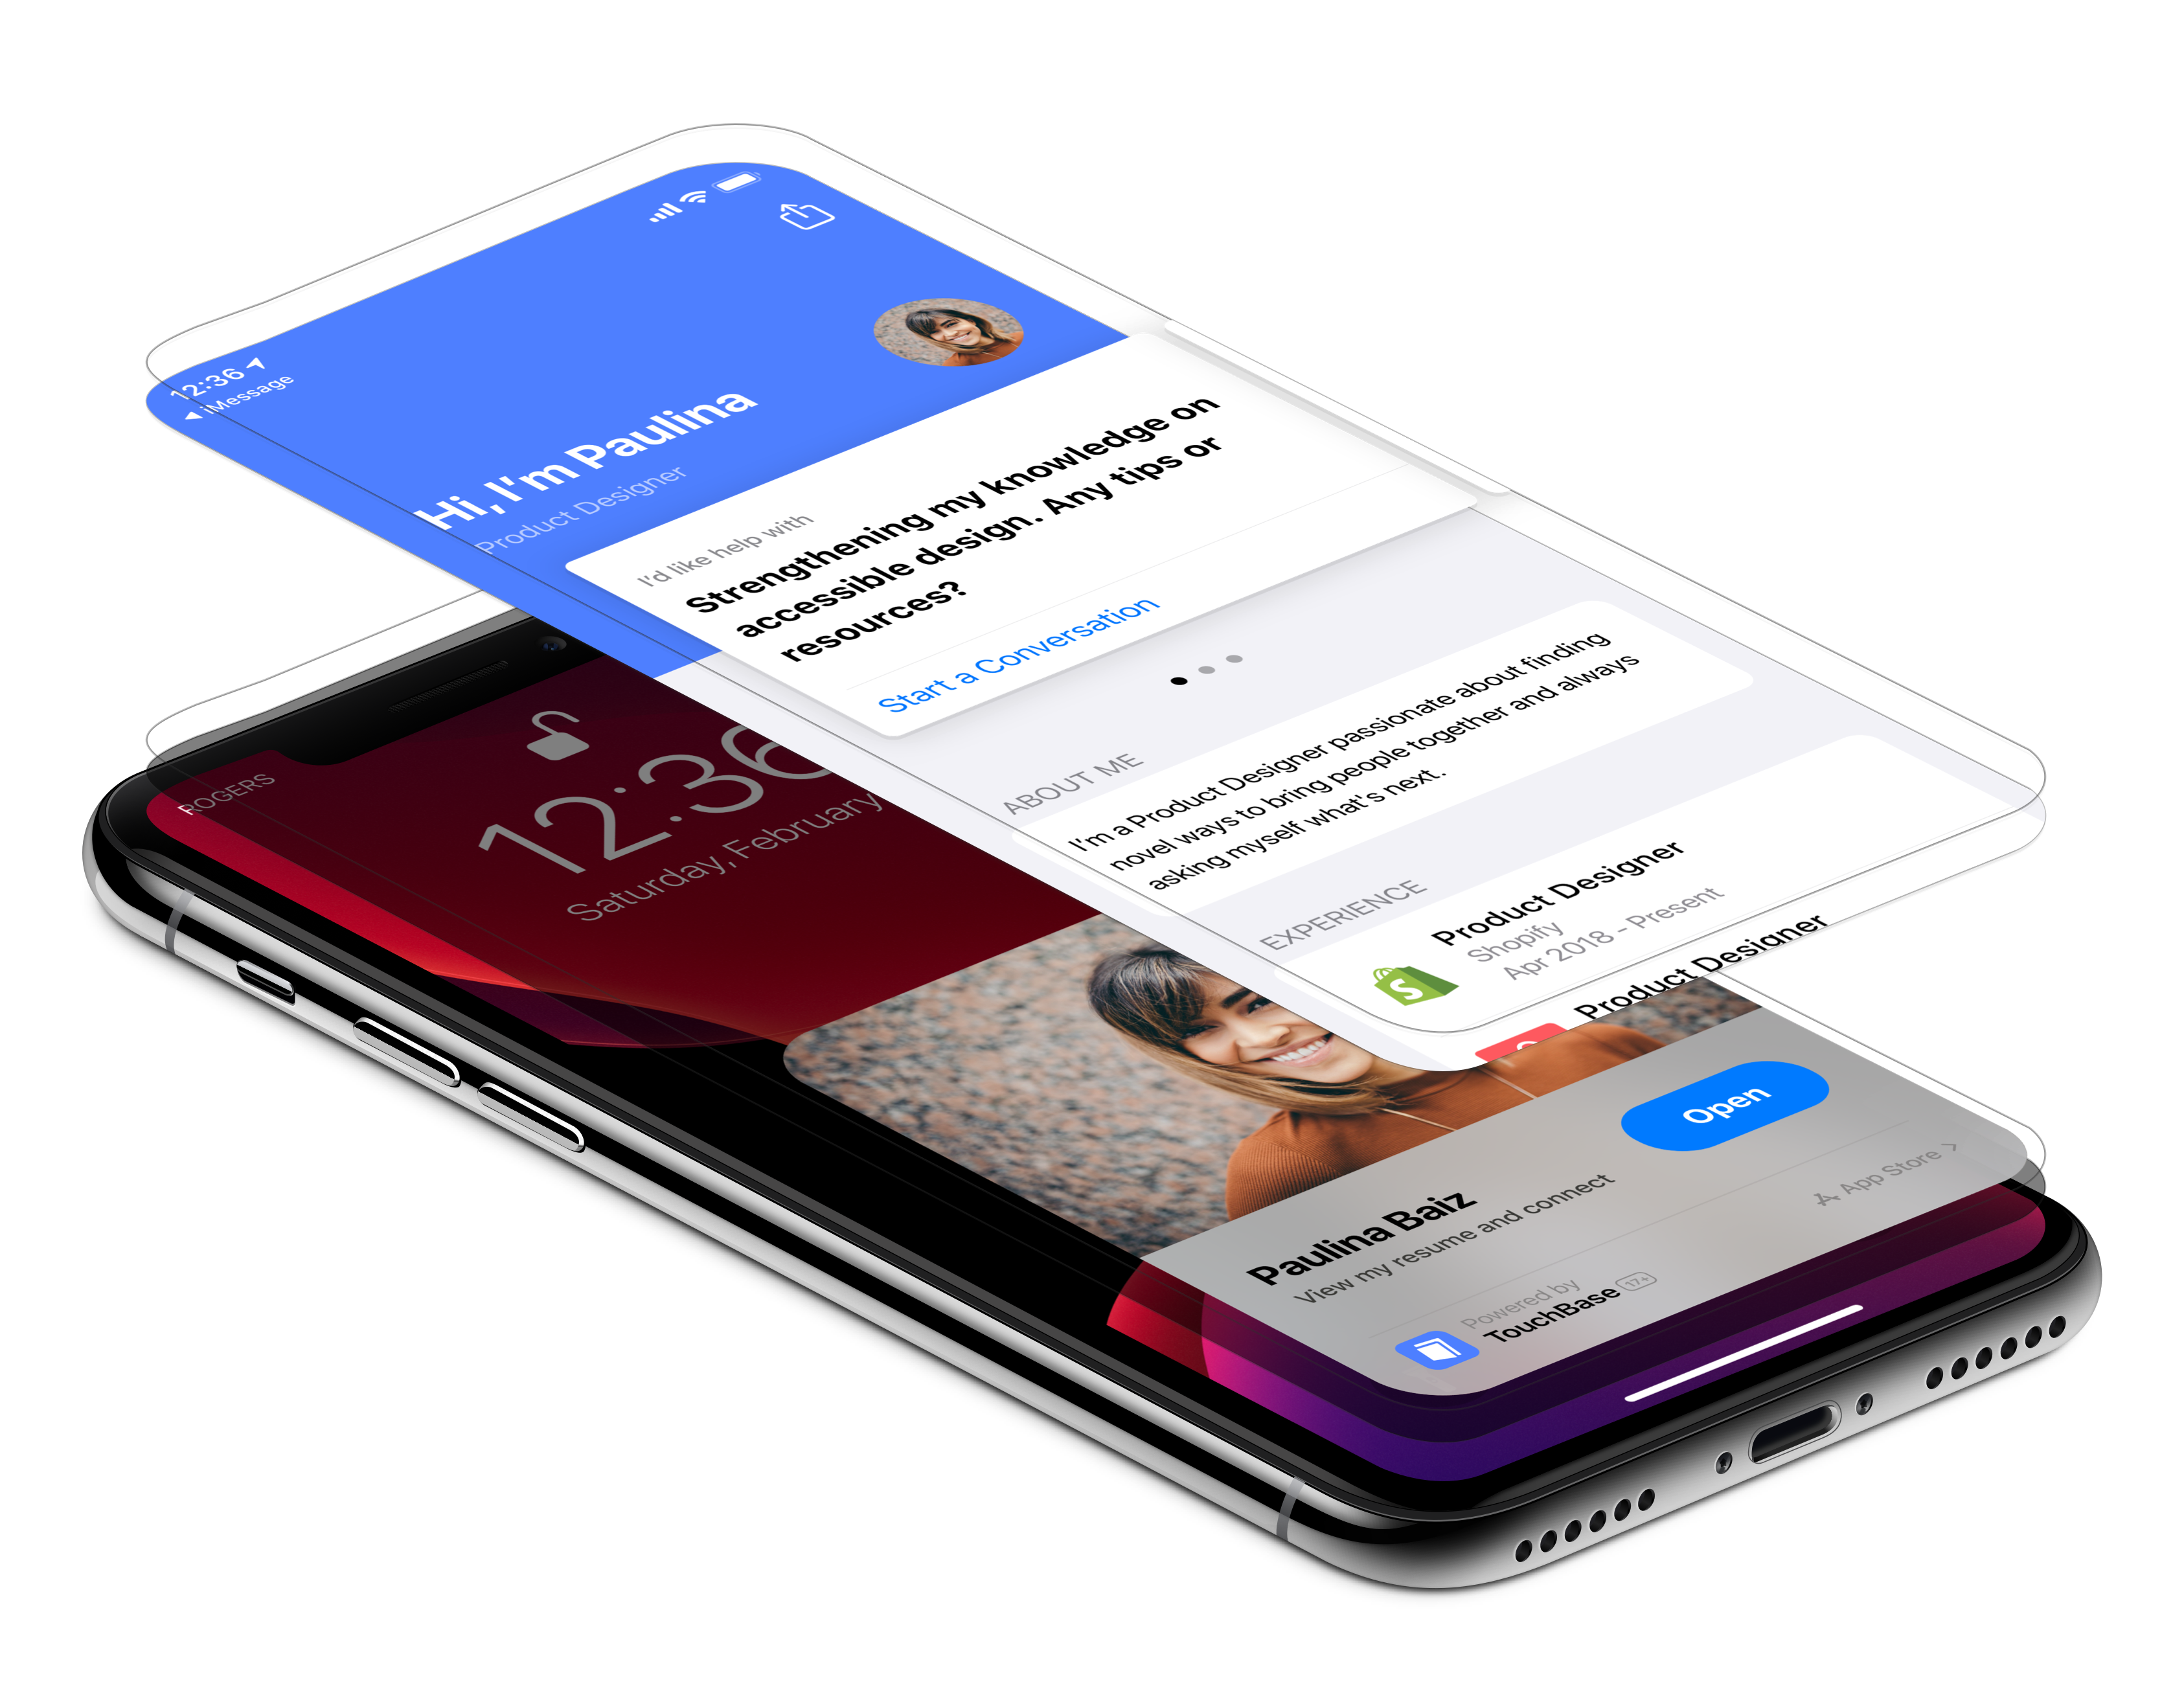 12:36
iMessage
Hi, I'm Paulina
Product Designer
I'd like help with
Strengthening my knowledge on
accessible design. Any tips or
resources?
Start a Conversation
ABOUT ME
I'm a Product Designer passionate about finding
novel ways to bring people together and always
asking myself what's next.
EXPERIENCE
Product Designer
Shopify
Apr 2018 - Present
Product Designer
ROGERS
12:36
Saturday, February
Open
Paulina Baiz
View my resume and connect
Powered by
TouchBase 17+
App Store